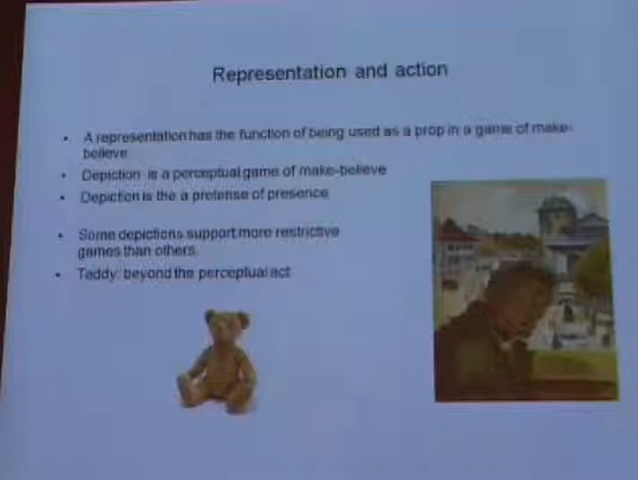 Representation and action
• A representation has the function of being used as a prop in a game of make-
believe
• Depiction is a perceptual game of make-believe
• Depiction is the a pretense of presence
• Some depictions support more restrictive
games than others.
• Teddy: beyond the perceptual act